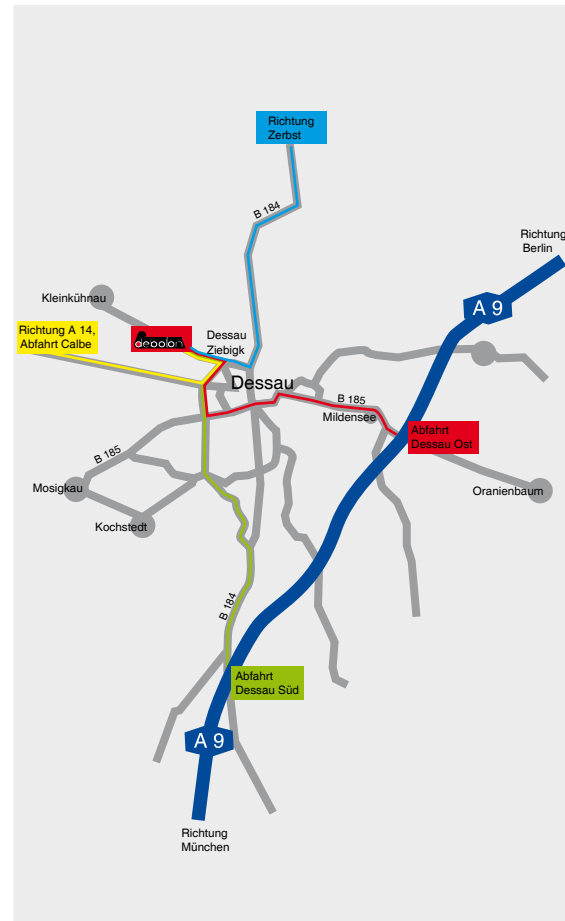 Richtung
Zerbst
B 184
Richtung
Berlin
A 9
Kleinkühnau
Richtung A 14,
Abfahrt Calbe
Dessau
Ziebigk
Dessau
B 185
Mildensee
Abfahrt
Dessau Ost
B 185
Mosigkau
Oranienbaum
Kochstedt
B 184
Abfahrt
Dessau Süd
A 9
Richtung
München